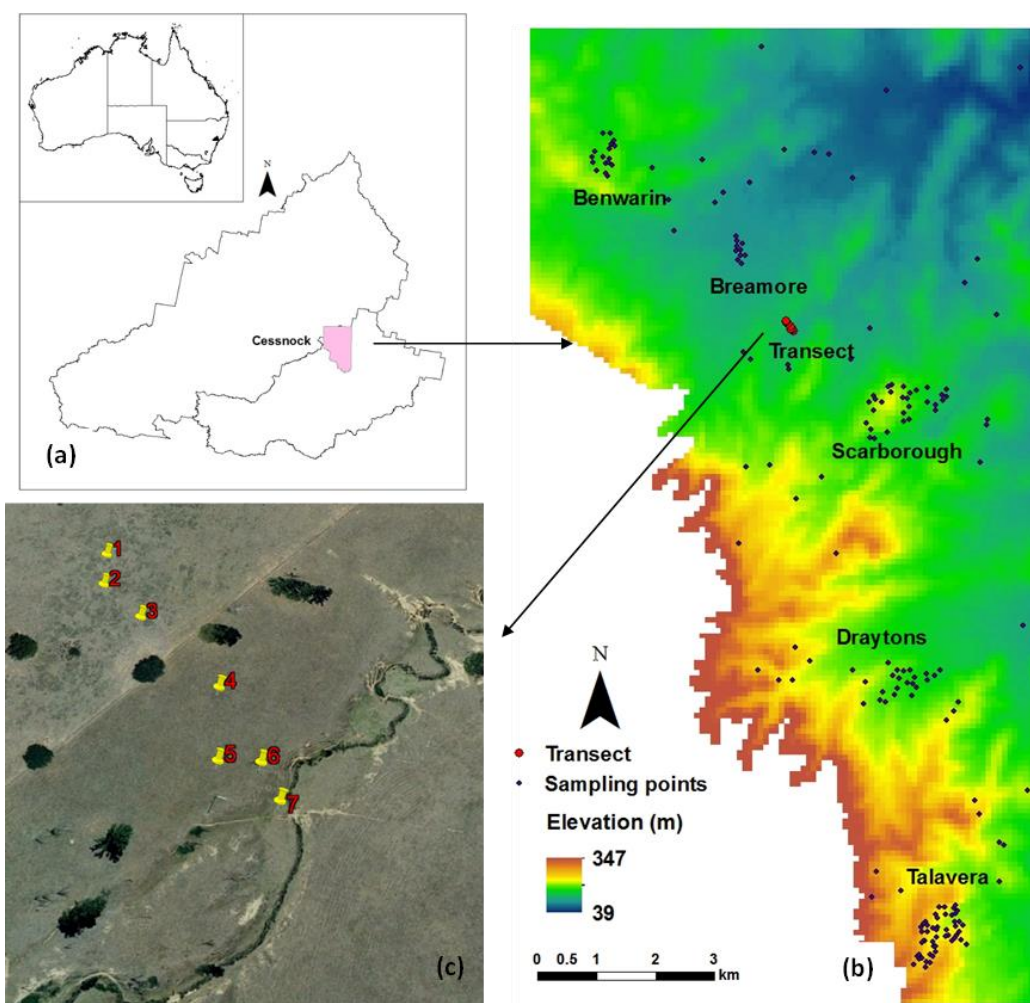 N
Cessnock
(a)
Benwarin
Breamore
Transect
Scarborough
Draytons
Talavera
N
Transect
Sampling points
Elevation (m)
347
39
0 0.5 1 2 3
km
(b)
1
2
3
4
5
6
7
(c)